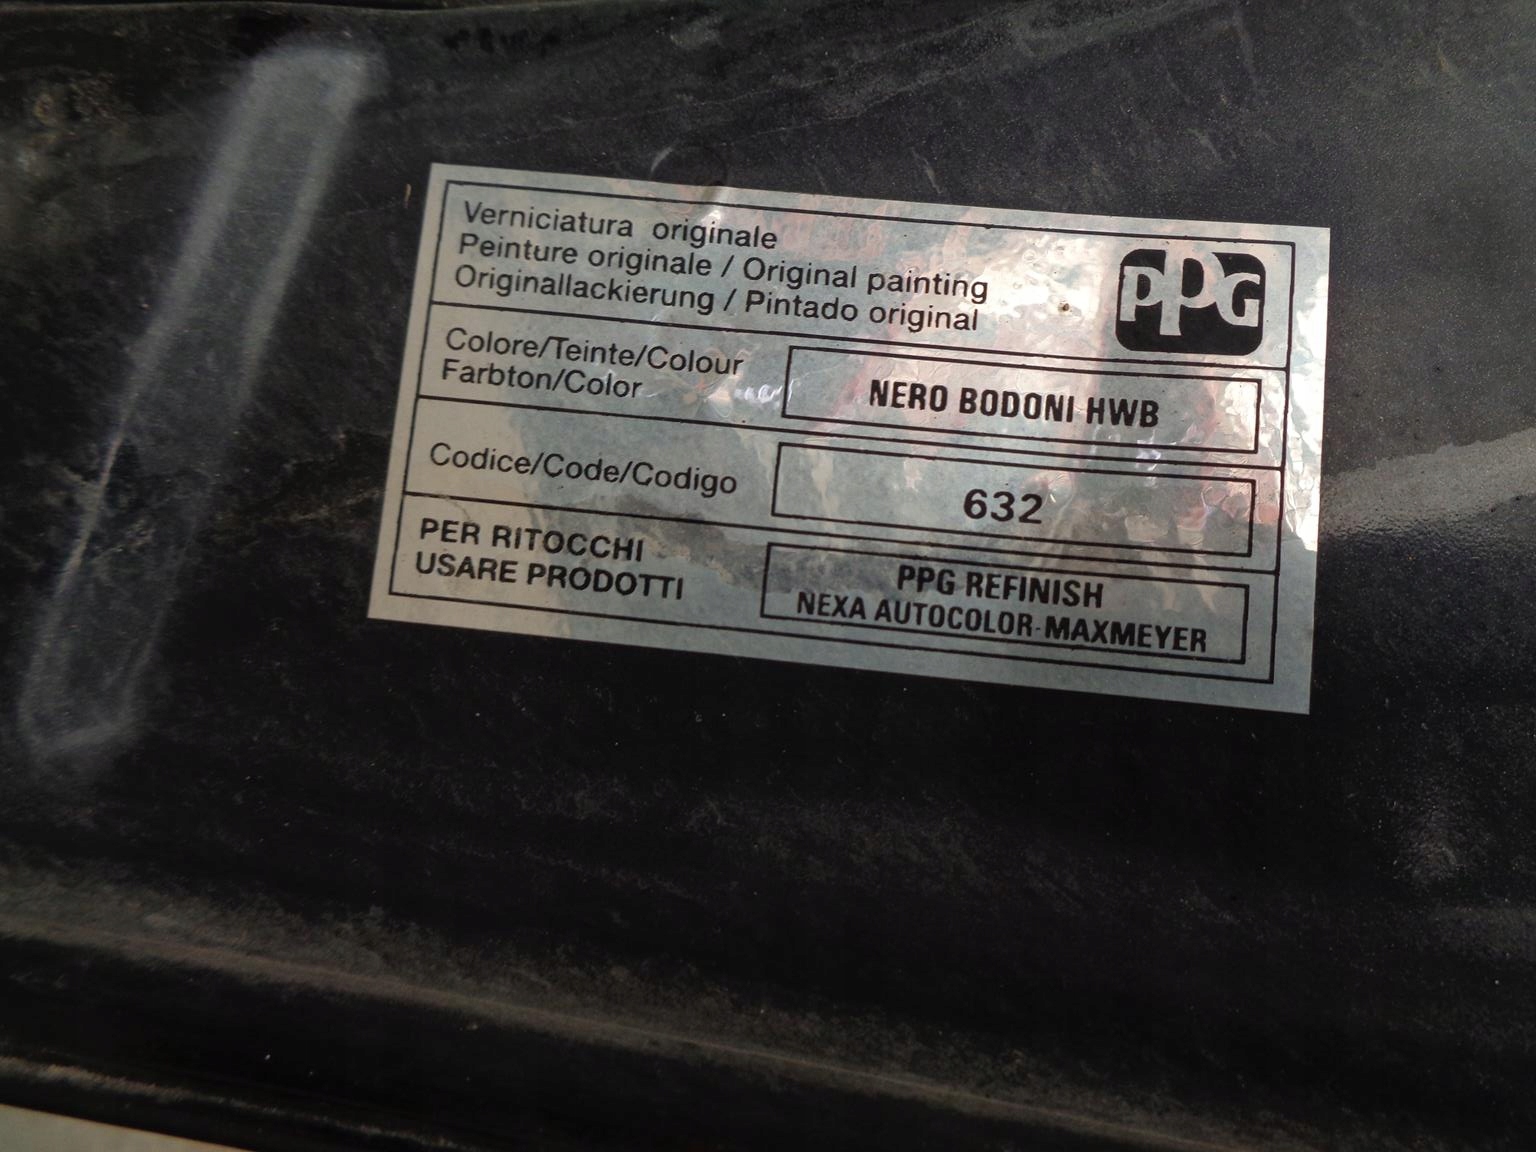 Verniciatura originale
Peinture originale / Original painting
Originallackierung / Pintado original
PPG
Colore/Teinte/Colour
Farbton/Color
NERO BODONI HWB
Codice/Code/Codigo
632
PER RITOCCHI
USARE PRODOTTI
PPG REFINISH
NEXA AUTOCOLOR-MAXMEYER